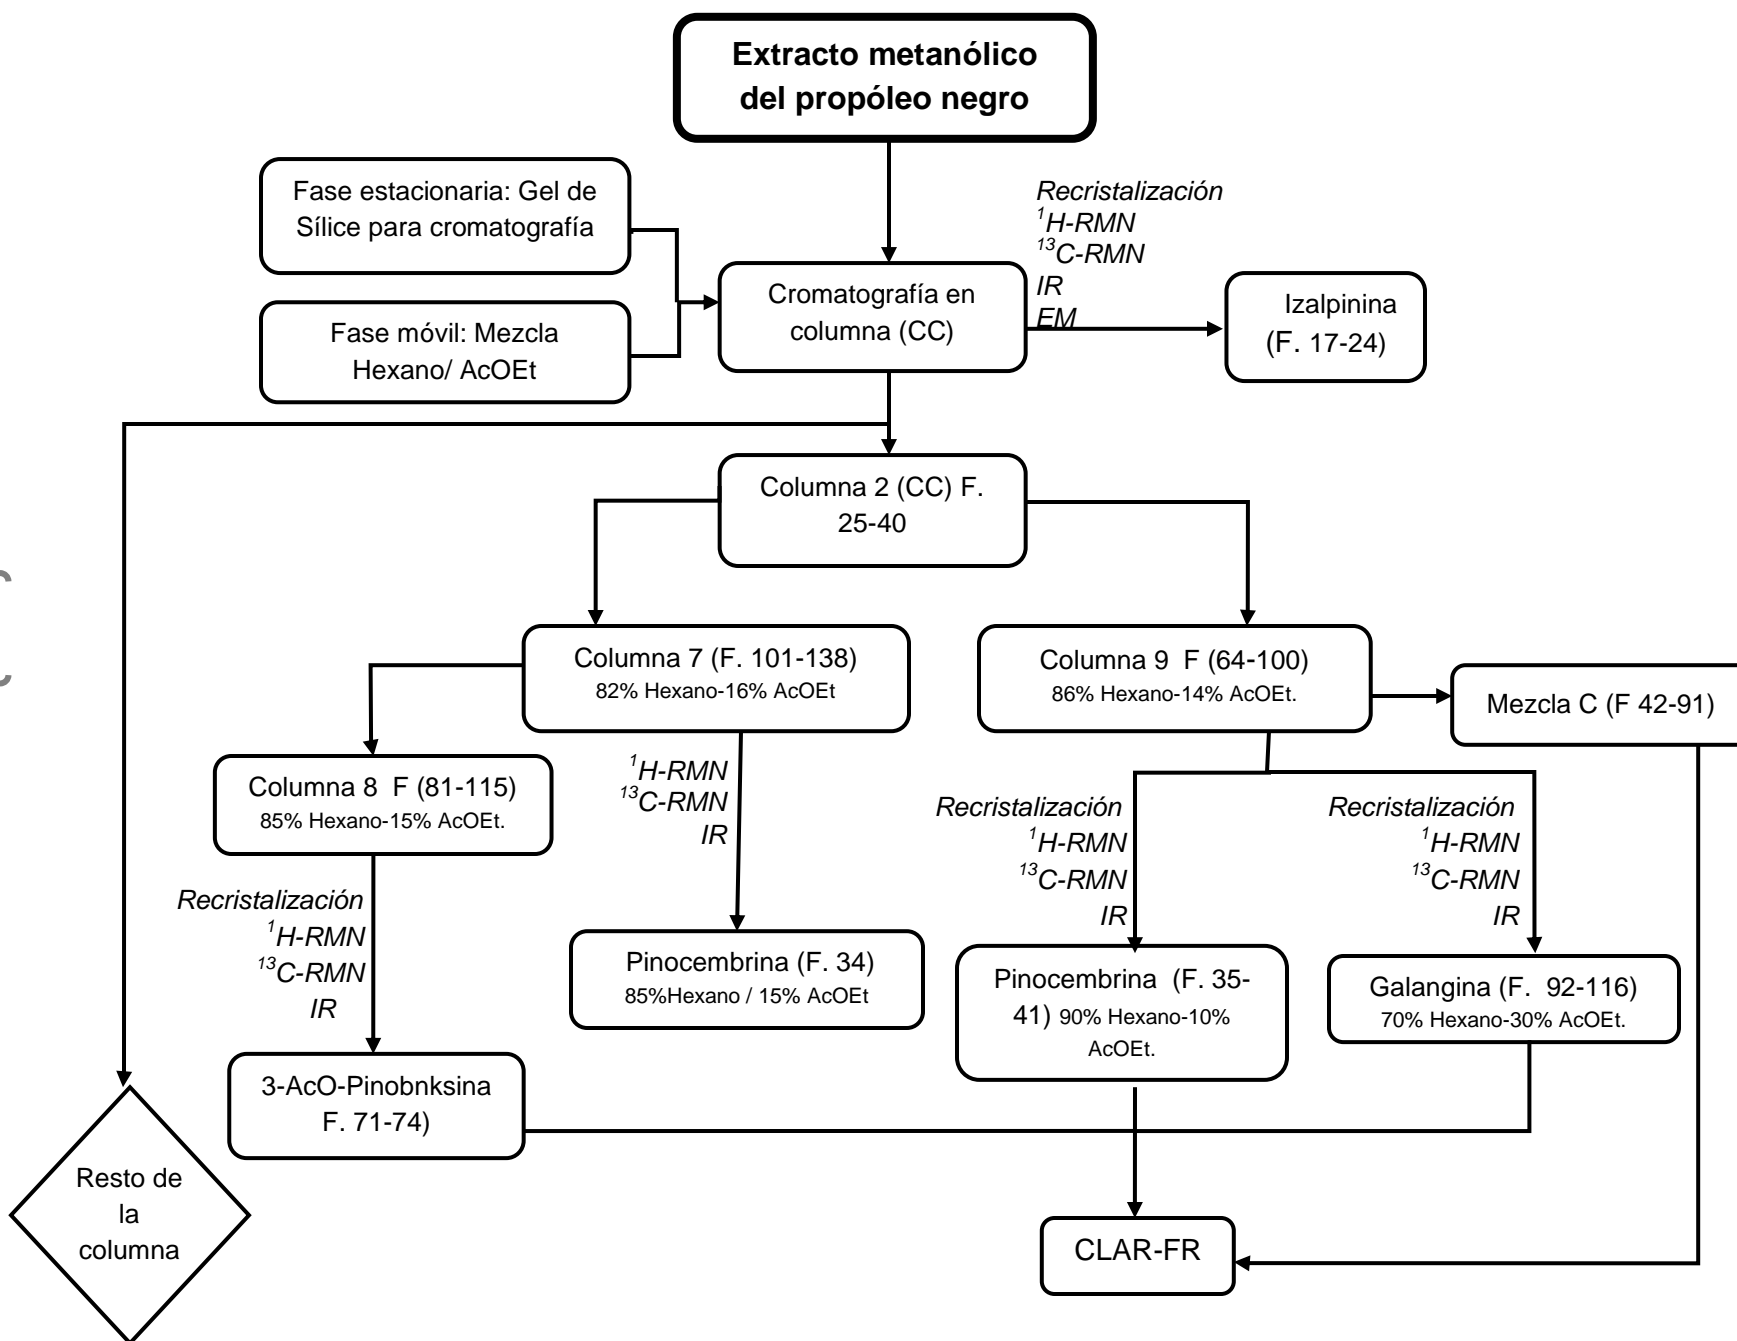 Extracto metanólico
del propóleo negro
Fase estacionaria: Gel de
Sílice para cromatografía
Fase móvil: Mezcla
Hexano/ AcOEt
Cromatografía en
columna (CC)
Recristalización
¹H-RMN
¹³C-RMN
IR
EM
Izalpinina
(F. 17-24)
Columna 2 (CC) F.
25-40
Columna 7 (F. 101-138)
82% Hexano-16% AcOEt
Columna 9 F (64-100)
86% Hexano-14% AcOEt.
Mezcla C (F 42-91)
Columna 8 F (81-115)
85% Hexano-15% AcOEt.
¹H-RMN
¹³C-RMN
IR
Recristalización
¹H-RMN
¹³C-RMN
IR
Recristalización
¹H-RMN
¹³C-RMN
IR
Recristalización
¹H-RMN
¹³C-RMN
IR
Pinocembrina (F. 34)
85%Hexano / 15% AcOEt
Pinocembrina (F. 35-
41) 90% Hexano-10%
AcOEt.
Galangina (F. 92-116)
70% Hexano-30% AcOEt.
3-AcO-Pinobnksina
F. 71-74)
Resto de
la
columna
CLAR-FR